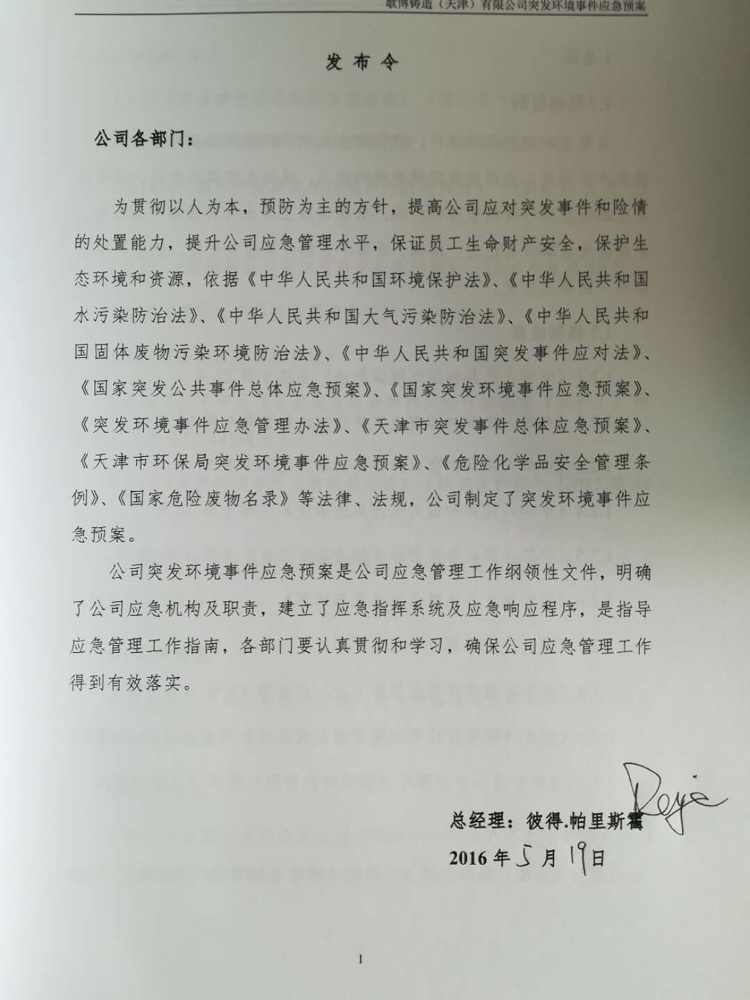 歌博铸造（天津）有限公司突发环境事件应急预案
发布令
公司各部门：
为贯彻以人为本，预防为主的方针，提高公司应对突发事件和险情
的处置能力，提升公司应急管理水平，保证员工生命财产安全，保护生
态环境和资源，依据《中华人民共和国环境保护法》、《中华人民共和国
水污染防治法》、《中华人民共和国大气污染防治法》、《中华人民共和
国固体废物污染环境防治法》、《中华人民共和国突发事件应对法》、
《国家突发公共事件总体应急预案》、《国家突发环境事件应急预案》、
《突发环境事件应急管理办法》、《天津市突发事件总体应急预案》、
《天津市环保局突发环境事件应急预案》、《危险化学品安全管理条
例》、《国家危险废物名录》等法律、法规，公司制定了突发环境事件应
急预案。
公司突发环境事件应急预案是公司应急管理工作纲领性文件，明确
了公司应急机构及职责，建立了应急指挥系统及应急响应程序，是指导
应急管理工作指南，各部门要认真贯彻和学习，确保公司应急管理工作
得到有效落实。
总经理：彼得.帕里斯霍
2016年5月19日
1